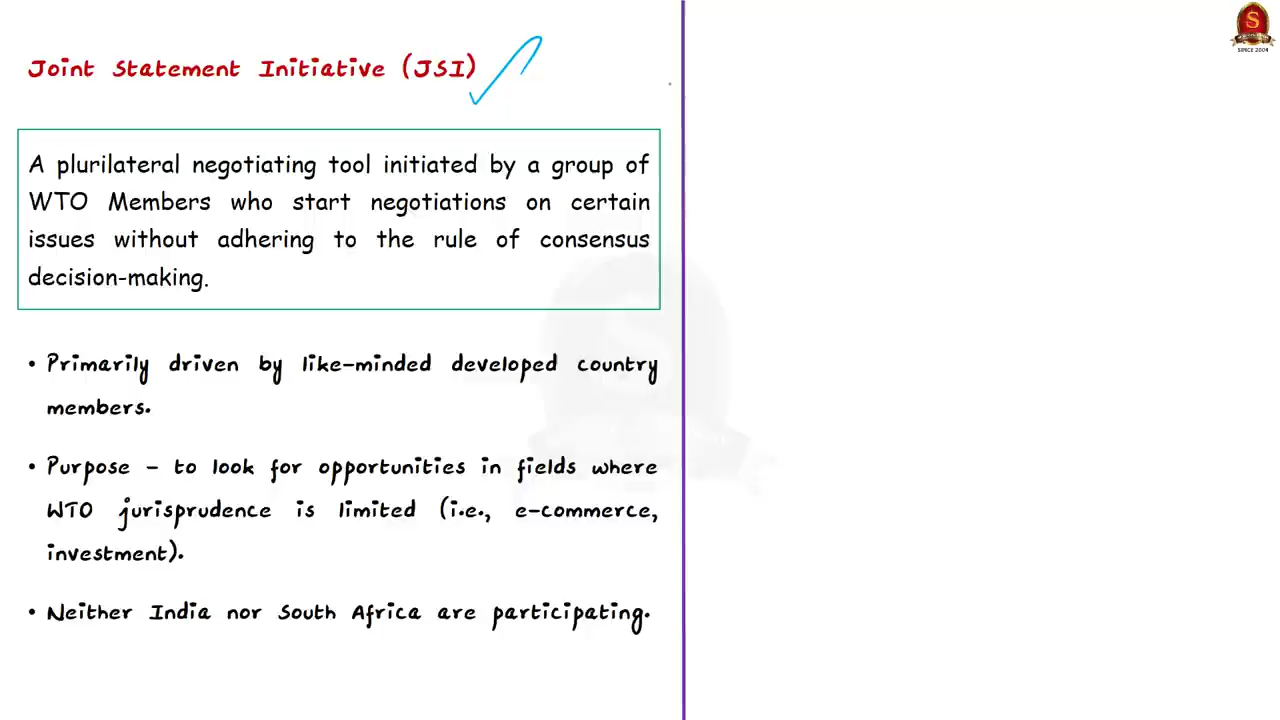 Joint Statement Initiative (JSI)
A plurilateral negotiating tool initiated by a group of
WTO Members who start negotiations on certain
issues without adhering to the rule of consensus
decision-making.
• Primarily driven by like-minded developed country
members.
• Purpose – to look for opportunities in fields where
WTO jurisprudence is limited (i.e., e-commerce,
investment).
• Neither India nor South Africa are participating.
S
SINCE 2004